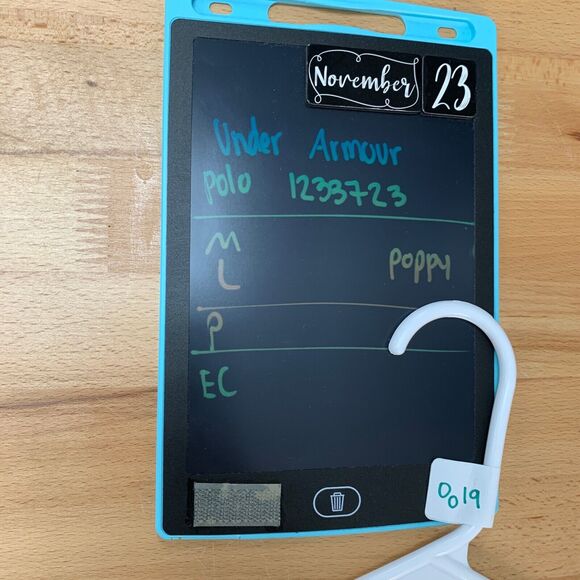 November 23
Under Armour
polo 1233723
M
L poppy
P
EC
0019